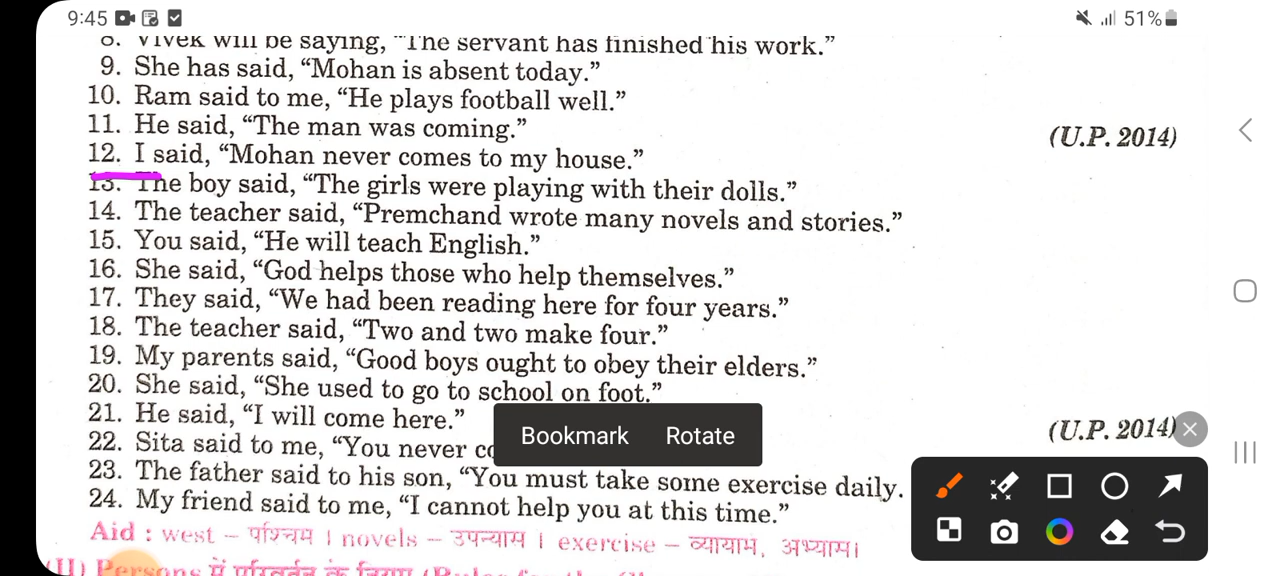 9:45
51%
8. Vivek will be saying, “The servant has finished his work.”
9. She has said, “Mohan is absent today.”
10. Ram said to me, “He plays football well.”
11. He said, “The man was coming.” (U.P. 2014)
12. I said, “Mohan never comes to my house.”
13. The boy said, “The girls were playing with their dolls.”
14. The teacher said, “Premchand wrote many novels and stories.”
15. You said, “He will teach English.”
16. She said, “God helps those who help themselves.”
17. They said, “We had been reading here for four years.”
18. The teacher said, “Two and two make four.”
19. My parents said, “Good boys ought to obey their elders.”
20. She said, “She used to go to school on foot.”
21. He said, “I will come here.” (U.P. 2014)
Bookmark Rotate
22. Sita said to me, “You never
23. The father said to his son, “You must take some exercise daily.
24. My friend said to me, “I cannot help you at this time.”
Aid : west – पश्चिम । novels – उपन्यास । exercise – व्यायाम, अभ्यास।
(II) Persons में परिवर्तन के नियम (Rules for the